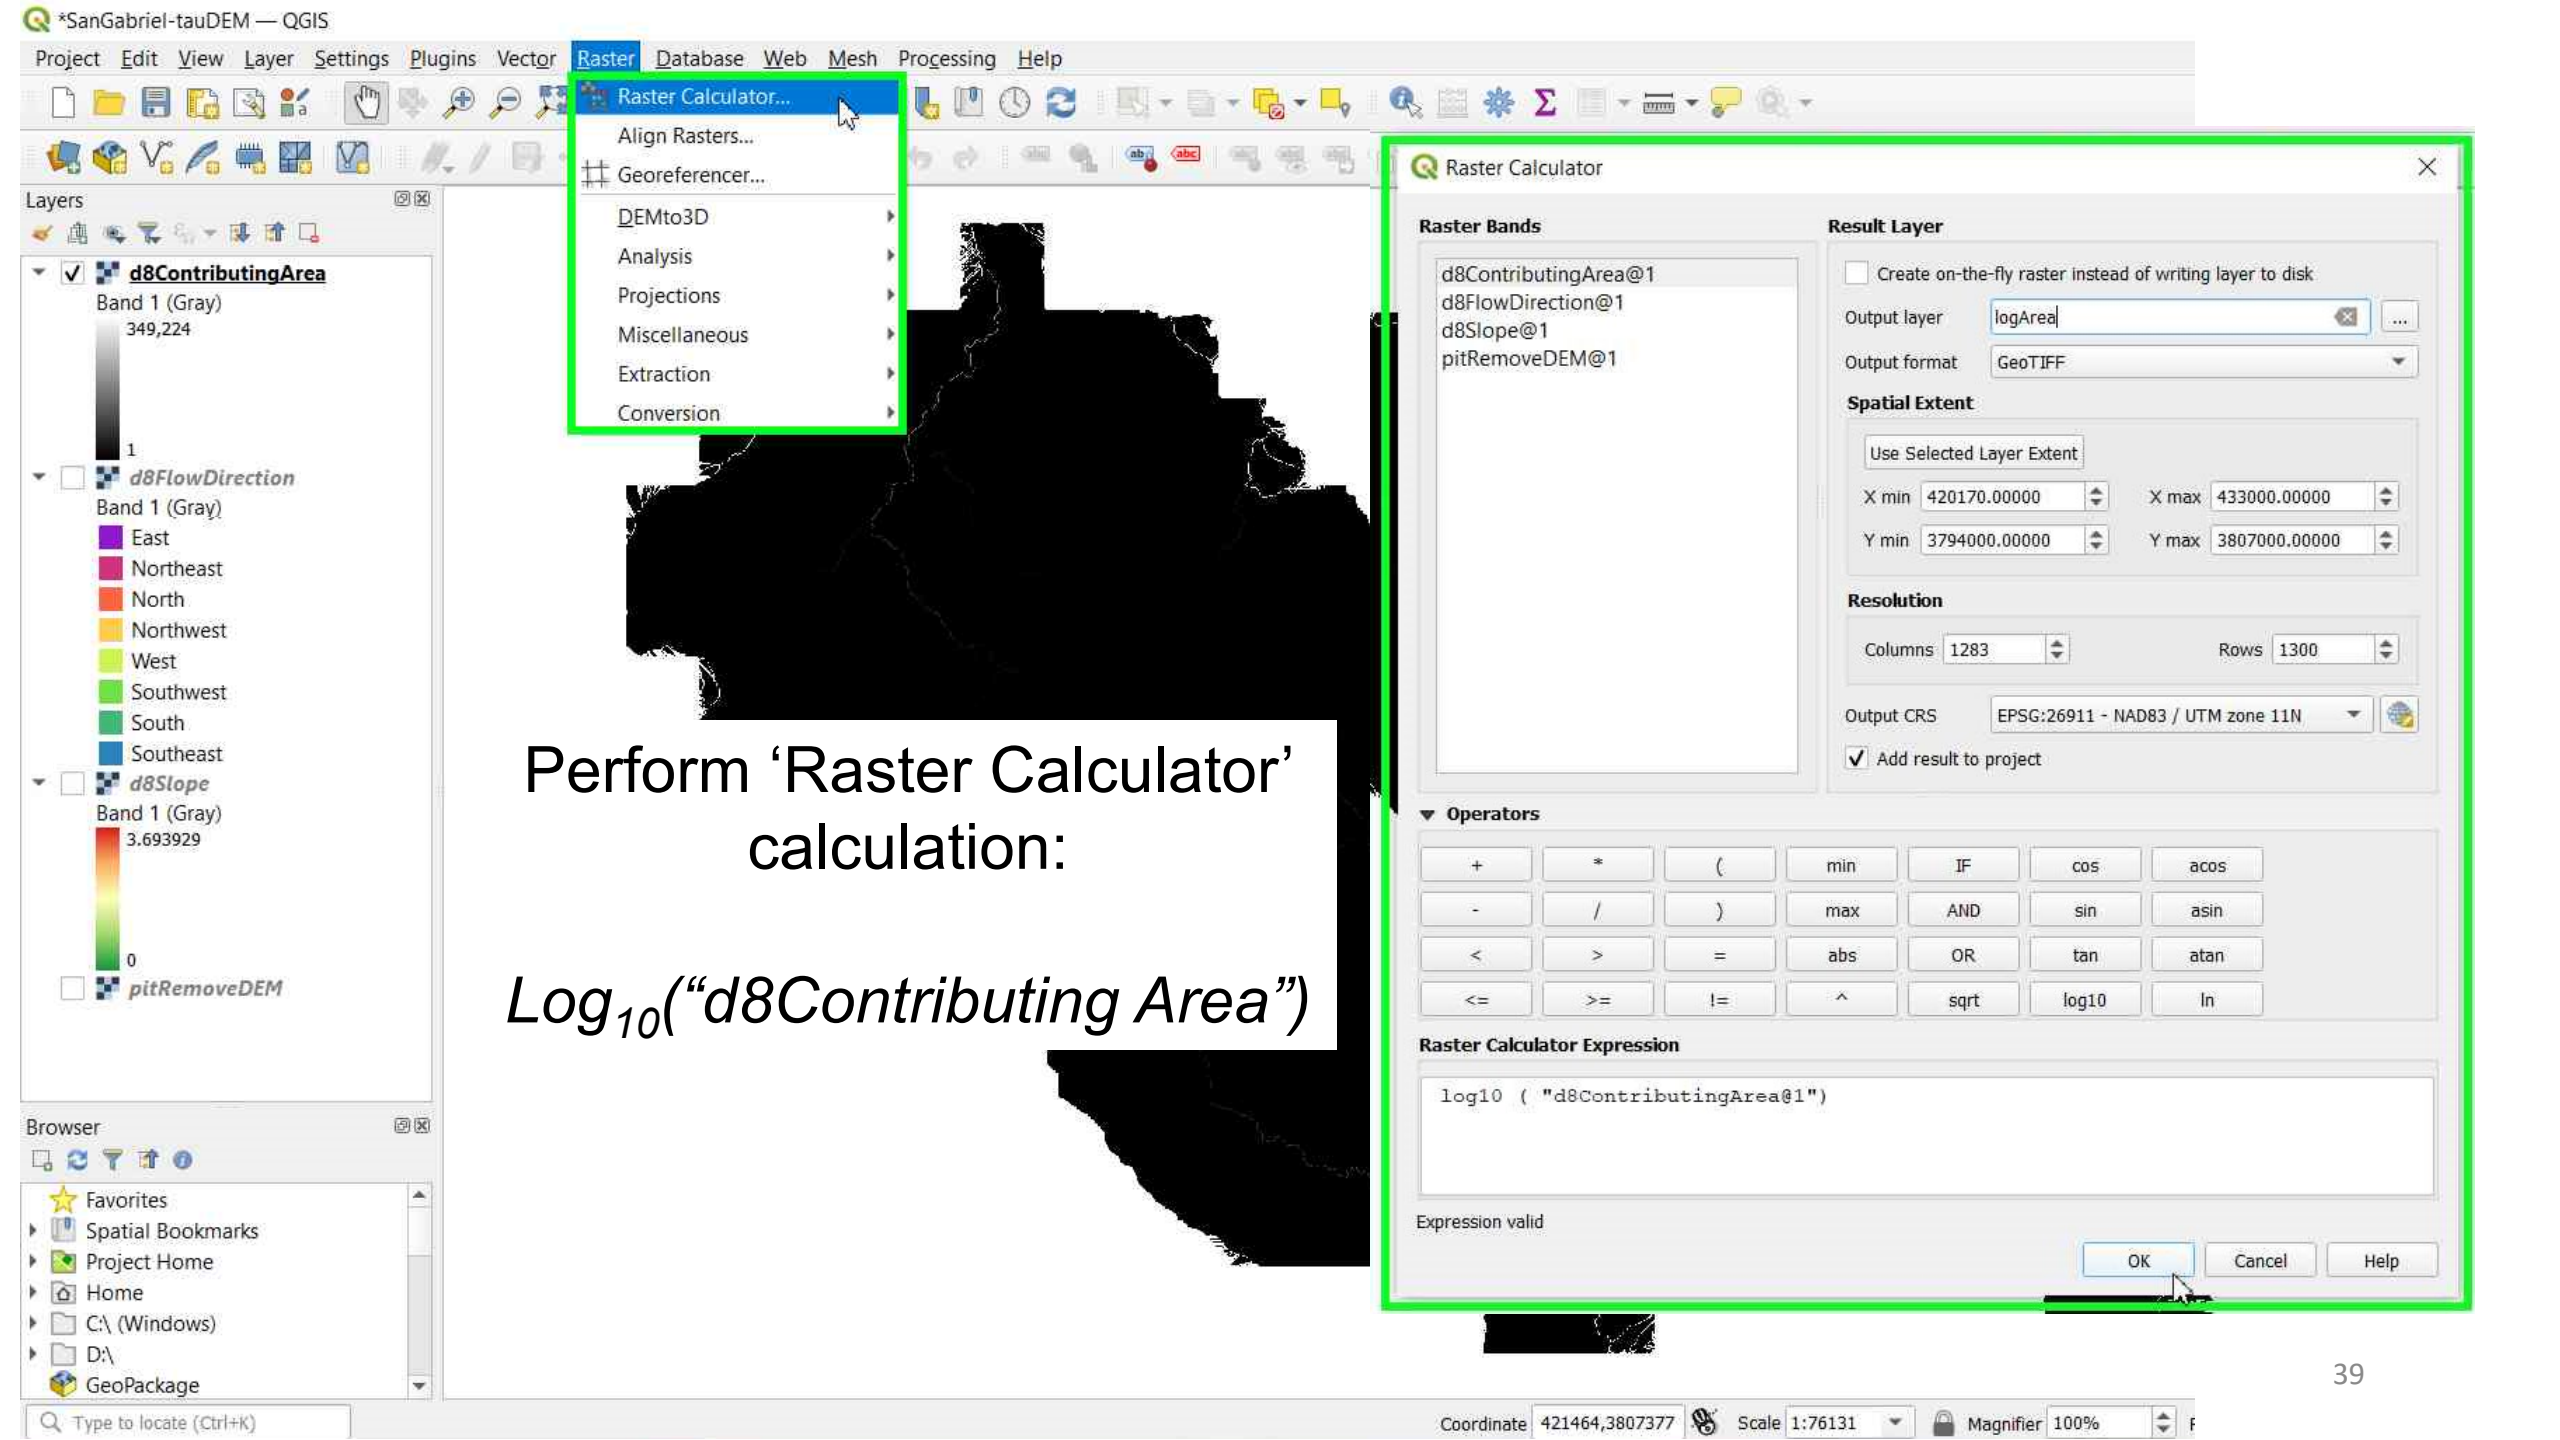 *SanGabriel-tauDEM — QGIS
Project Edit View Layer Settings Plugins Vector Raster Database Web Mesh Processing Help
Raster Calculator...
Align Rasters...
Georeferencer...
DEMto3D
Analysis
Projections
Miscellaneous
Extraction
Conversion
Layers
d8ContributingArea
Band 1 (Gray)
349,224
1
d8FlowDirection
Band 1 (Gray)
East
Northeast
North
Northwest
West
Southwest
South
Southeast
d8Slope
Band 1 (Gray)
3.693929
0
pitRemoveDEM
Browser
Favorites
Spatial Bookmarks
Project Home
Home
C:\ (Windows)
D:\
GeoPackage
Type to locate (Ctrl+K)
Perform ‘Raster Calculator’
calculation:
Log10(“d8Contributing Area”)
Raster Calculator
Raster Bands
d8ContributingArea@1
d8FlowDirection@1
d8Slope@1
pitRemoveDEM@1
Result Layer
Create on-the-fly raster instead of writing layer to disk
Output layer logArea ...
Output format GeoTIFF
Spatial Extent
Use Selected Layer Extent
X min 420170.00000 X max 433000.00000
Y min 3794000.00000 Y max 3807000.00000
Resolution
Columns 1283 Rows 1300
Output CRS EPSG:26911 - NAD83 / UTM zone 11N
Add result to project
Operators
+ * ( min IF cos acos
- / ) max AND sin asin
< > = abs OR tan atan
<= >= != ^ sqrt log10 ln
Raster Calculator Expression
log10 ( "d8ContributingArea@1")
Expression valid
OK Cancel Help
39
Coordinate 421464,3807377 Scale 1:76131 Magnifier 100%